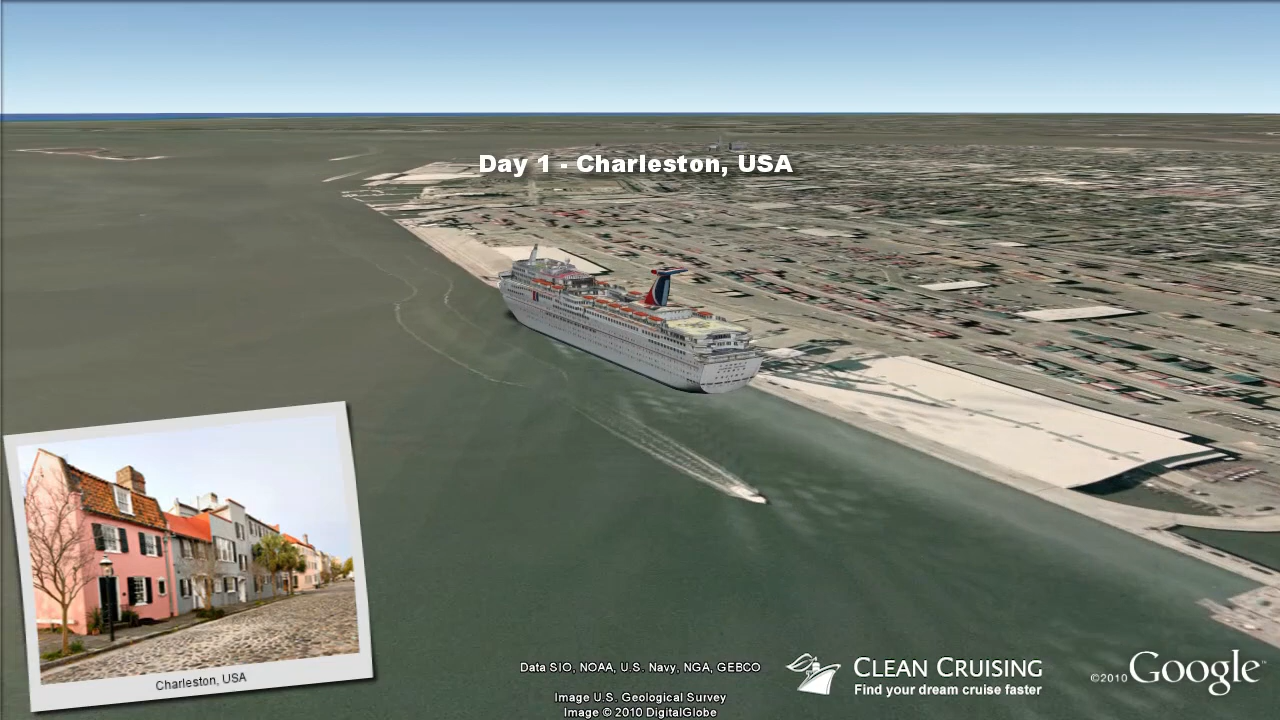 Day 1 - Charleston, USA
Charleston, USA
Data SIO, NOAA, U.S. Navy, NGA, GEBCO
Image U.S. Geological Survey
Image © 2010 DigitalGlobe
CLEAN CRUISING
Find your dream cruise faster
©2010 Google™